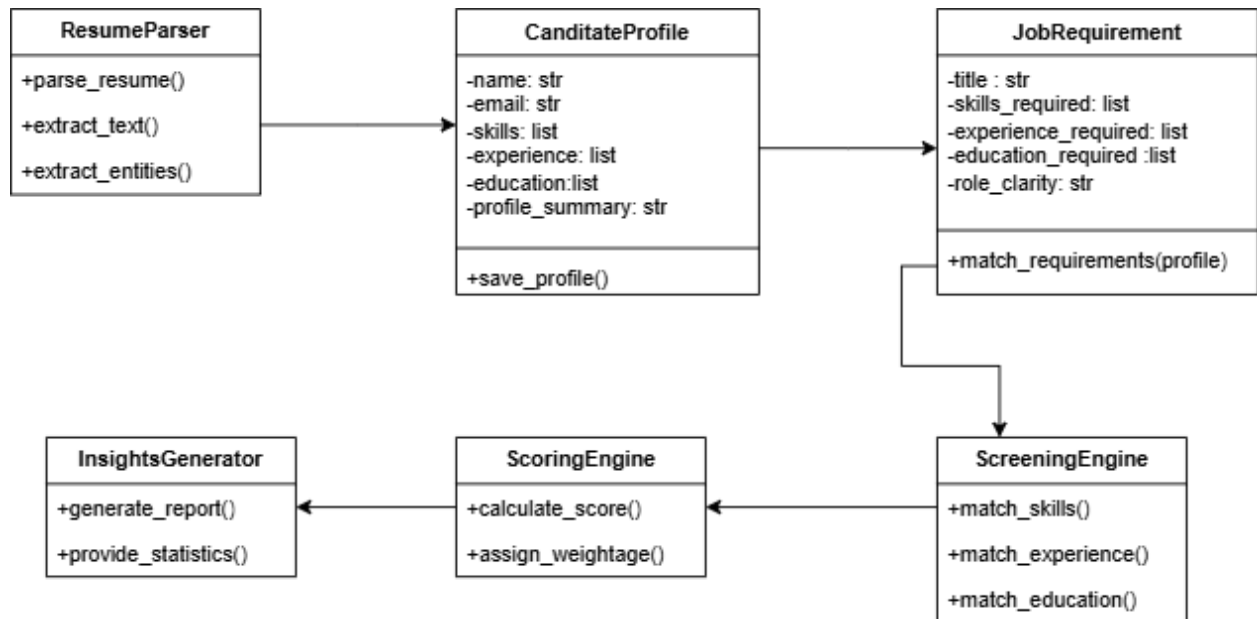 ResumeParser
+parse_resume()
+extract_text()
+extract_entities()
CanditateProfile
-name: str
-email: str
-skills: list
-experience: list
-education:list
-profile_summary: str
+save_profile()
JobRequirement
-title : str
-skills_required: list
-experience_required: list
-education_required :list
-role_clarity: str
+match_requirements(profile)
InsightsGenerator
+generate_report()
+provide_statistics()
ScoringEngine
+calculate_score()
+assign_weightage()
ScreeningEngine
+match_skills()
+match_experience()
+match_education()